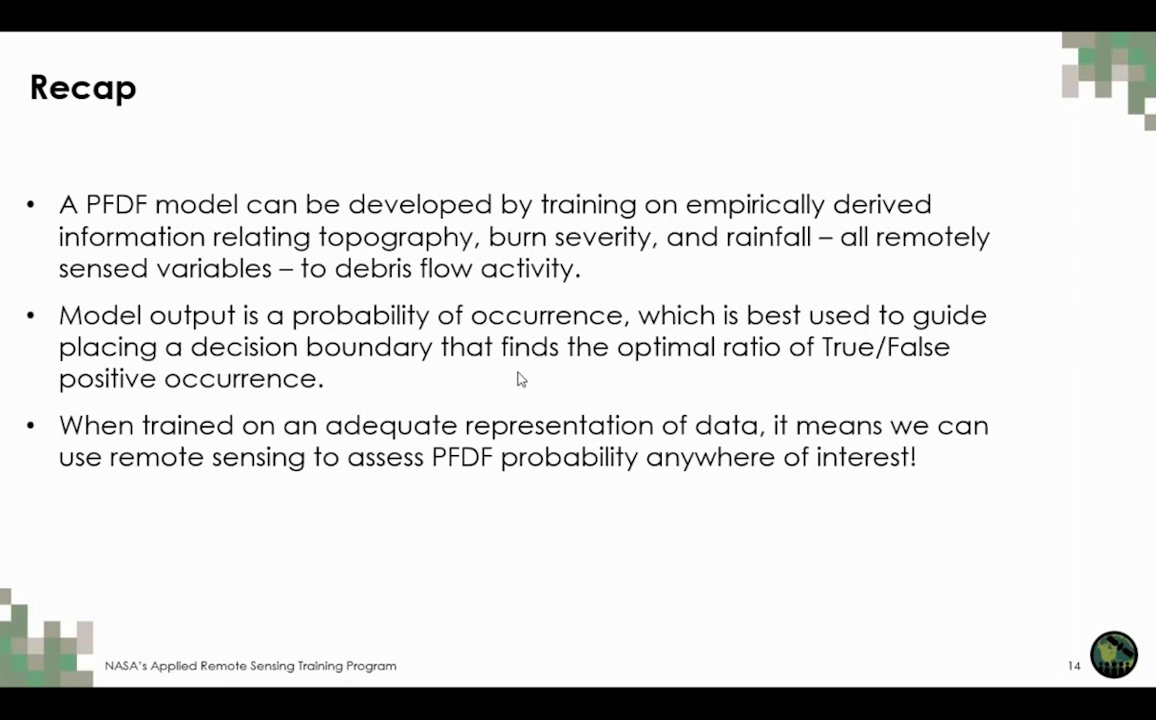 Recap
• A PFDF model can be developed by training on empirically derived
information relating topography, burn severity, and rainfall – all remotely
sensed variables – to debris flow activity.
• Model output is a probability of occurrence, which is best used to guide
placing a decision boundary that finds the optimal ratio of True/False
positive occurrence.
• When trained on an adequate representation of data, it means we can
use remote sensing to assess PFDF probability anywhere of interest!
NASA's Applied Remote Sensing Training Program
14